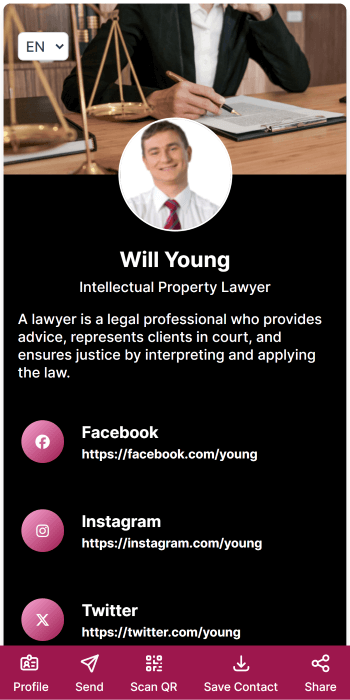 EN
Will Young
Intellectual Property Lawyer
A lawyer is a legal professional who provides
advice, represents clients in court, and
ensures justice by interpreting and applying
the law.
Facebook
https://facebook.com/young
Instagram
https://instagram.com/young
Twitter
https://twitter.com/young
Profile
Send
Scan QR
Save Contact
Share